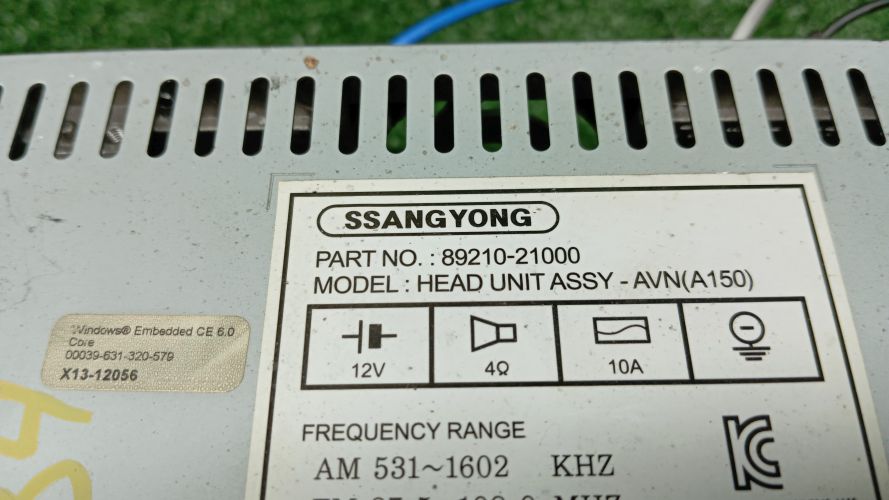 SSANGYONG
PART NO. : 89210-21000
MODEL : HEAD UNIT ASSY - AVN(A150)
12V
4Ω
10A
Windows® Embedded CE 6.0
Core
00039-631-320-579
X13-12056
FREQUENCY RANGE
AM 531~1602 KHZ